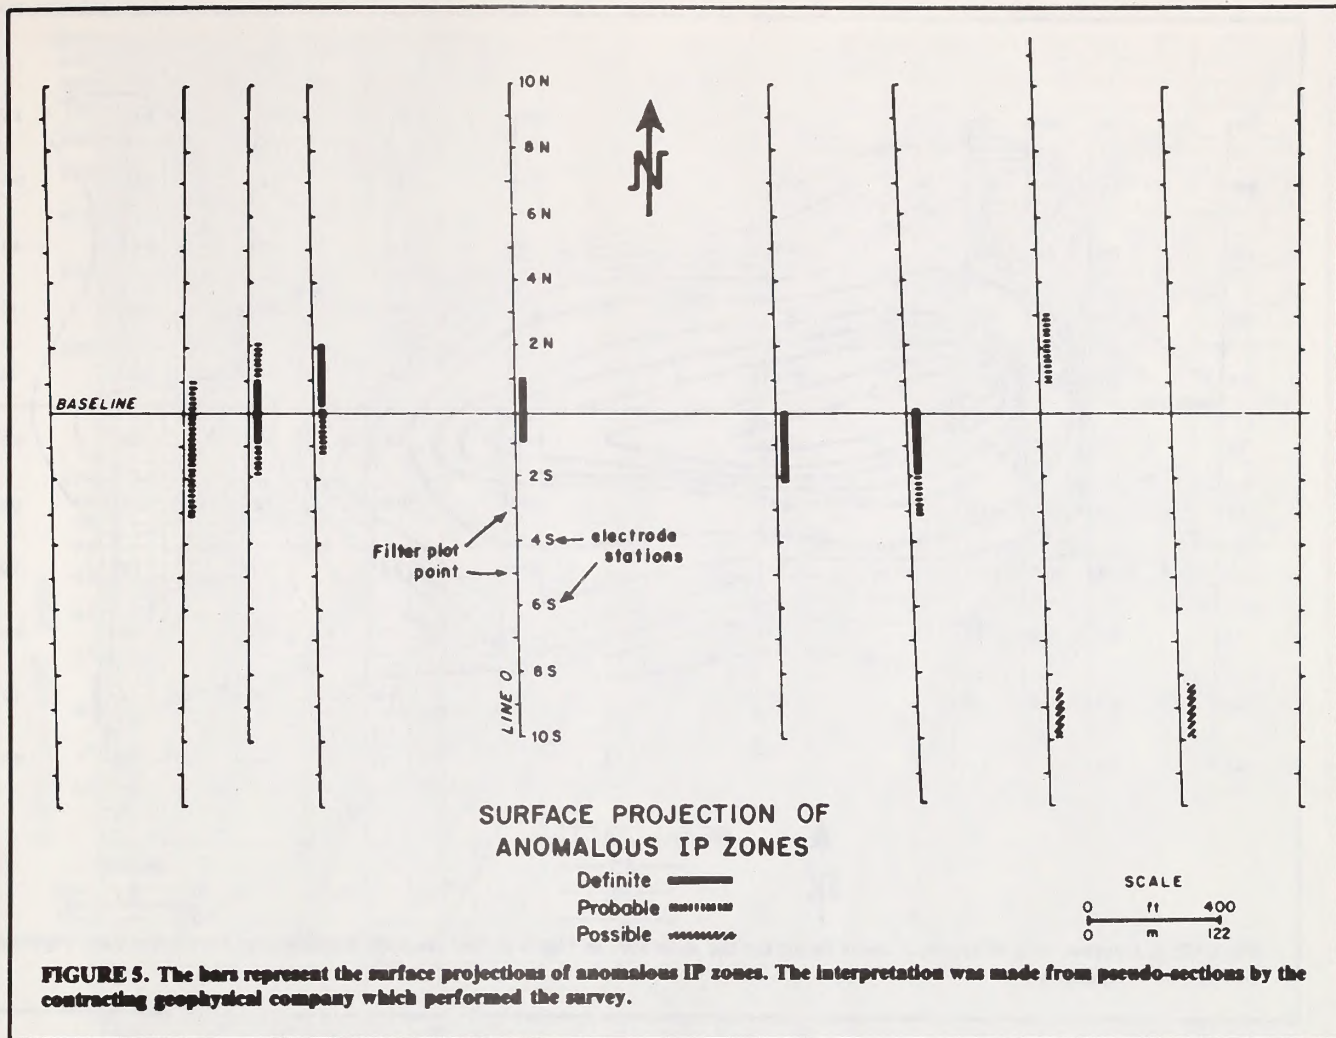 10 N
8 N
N
6 N
4 N
2 N
BASELINE
2 S
4 S
electrode
stations
Filter plot
point
6 S
8 S
LINE O
10 S
SURFACE PROJECTION OF
ANOMALOUS IP ZONES
Definite
Probable
Possible
SCALE
0 ft 400
0 m 122
FIGURE 5. The bars represent the surface projections of anomalous IP zones. The interpretation was made from pseudo-sections by the
contracting geophysical company which performed the survey.